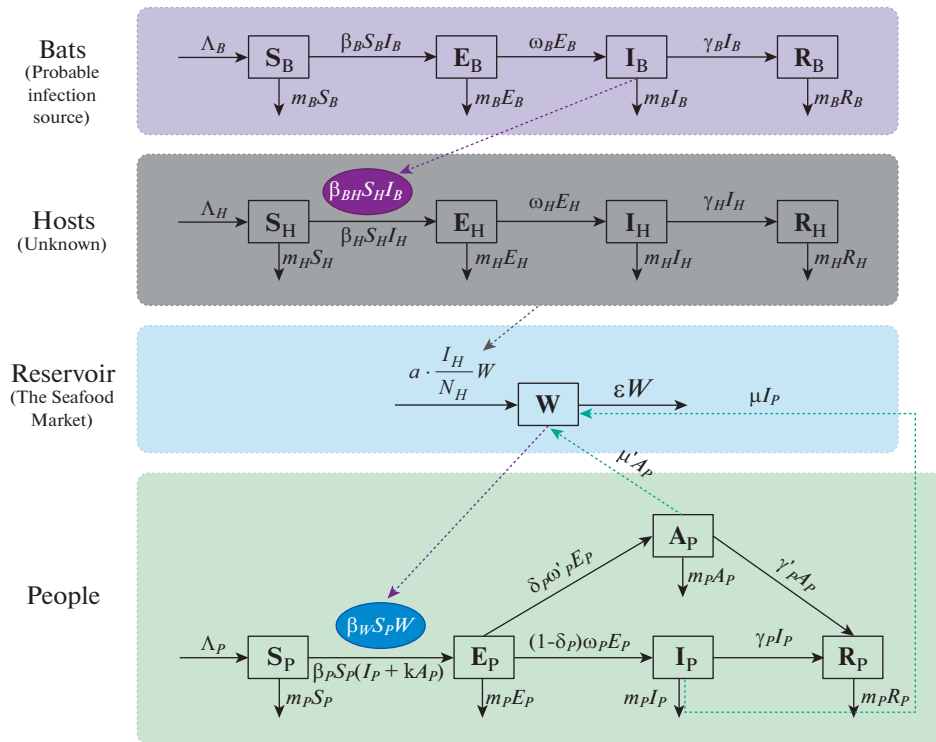 Bats
(Probable
infection
source)
Λ_B
S_B
β_B S_B I_B
E_B
ω_B E_B
I_B
γ_B I_B
R_B
m_B S_B
m_B E_B
m_B I_B
m_B R_B
Hosts
(Unknown)
β_BH S_H I_B
Λ_H
S_H
β_H S_H I_H
E_H
ω_H E_H
I_H
γ_H I_H
R_H
m_H S_H
m_H E_H
m_H I_H
m_H R_H
Reservoir
(The Seafood
Market)
a · I_H/N_H W
W
εW
μI_P
μ'A_P
People
A_P
m_P A_P
δ_P ω'_P E_P
γ'_P A_P
β_W S_P W
Λ_P
S_P
β_P S_P (I_P + kA_P)
E_P
(1-δ_P)ω_P E_P
I_P
γ_P I_P
R_P
m_P S_P
m_P E_P
m_P I_P
m_P R_P